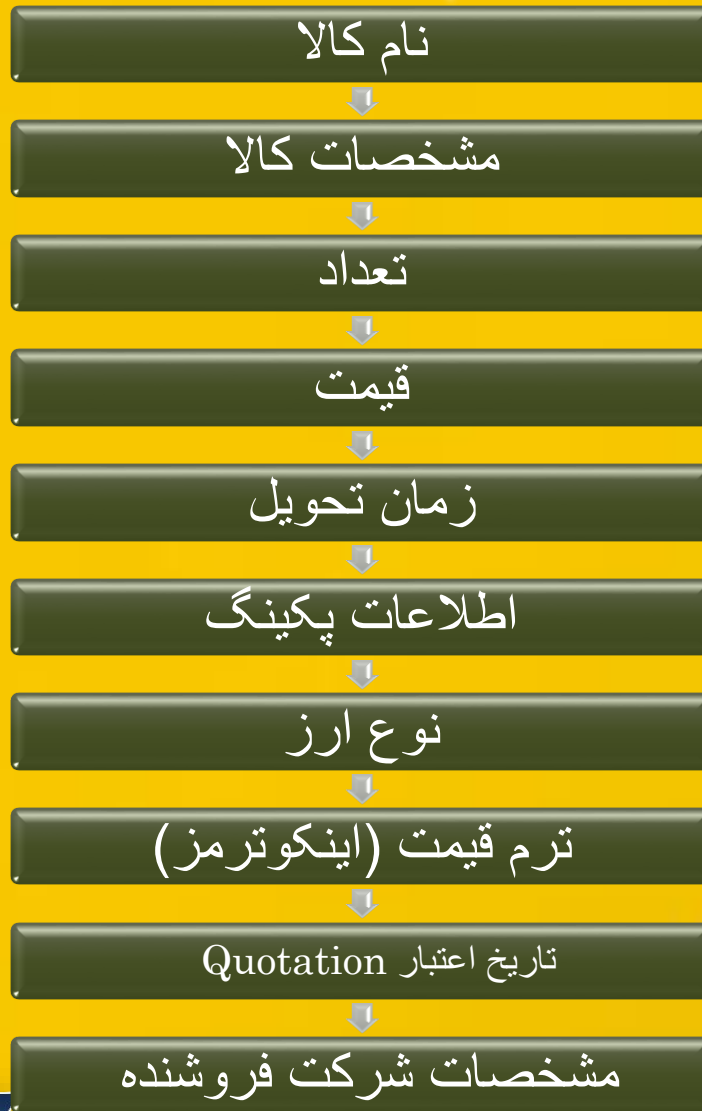 نام کالا
مشخصات کالا
تعداد
قیمت
زمان تحویل
اطلاعات پکینگ
نوع ارز
ترم قیمت (اینکوترمز)
تاریخ اعتبار Quotation
مشخصات شرکت فروشنده